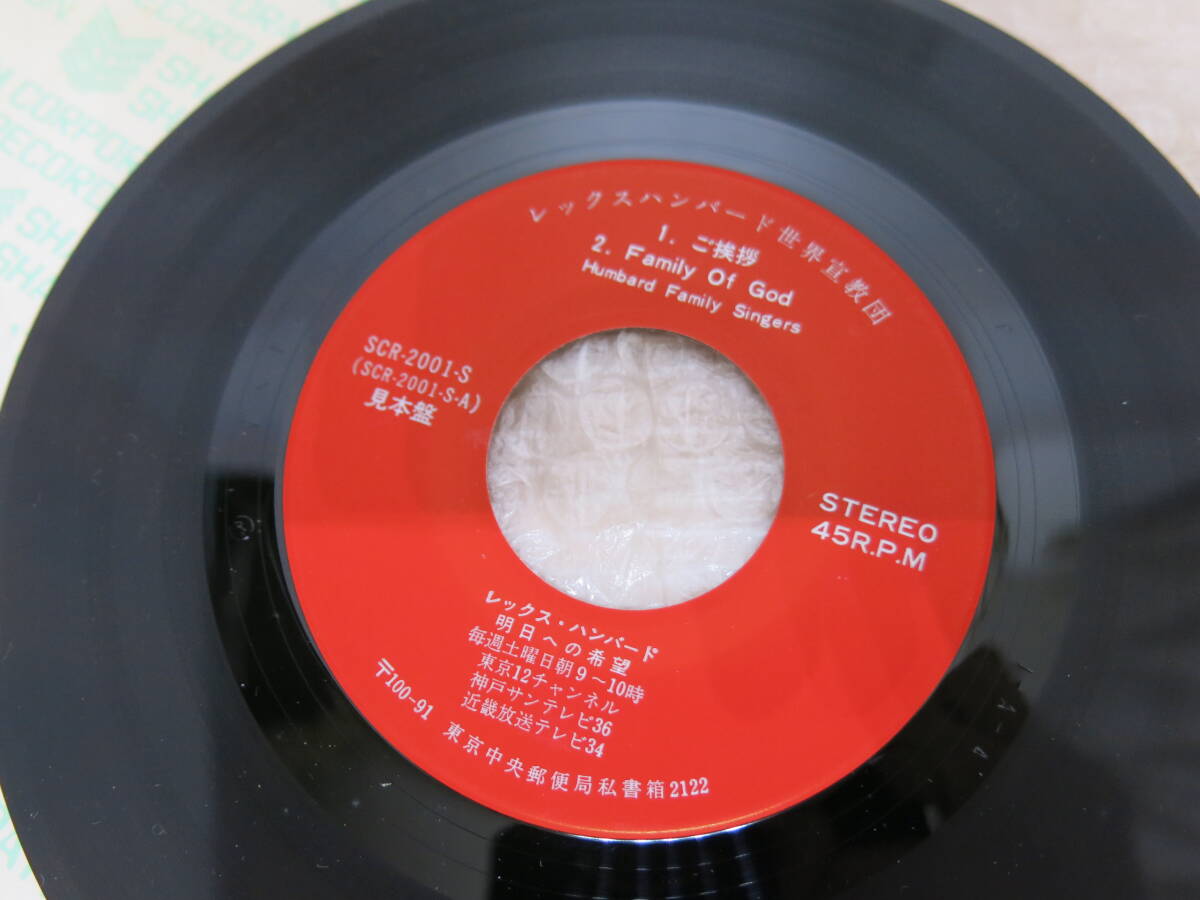 レックスハンバード世界宣教団
1. ご挨拶
2. Family Of God
Humbard Family Singers
SCR-2001-S
(SCR-2001-S-A)
見本盤
STEREO
45R.P.M
レックス・ハンバード
明日への希望
毎週土曜日朝9〜10時
東京12チャンネル
神戸サンテレビ36
近畿放送テレビ34
〒100-91 東京中央郵便局私書箱2122